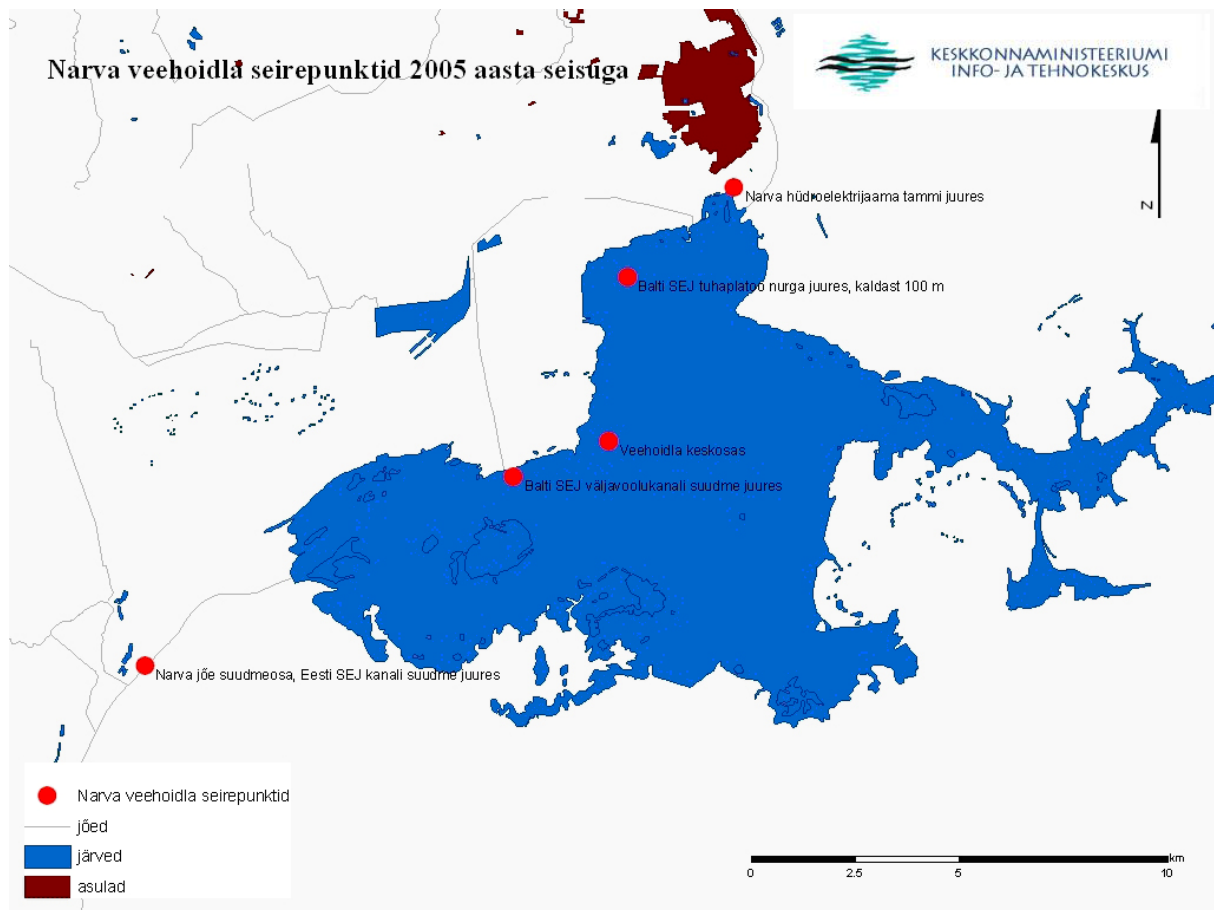 Narva veehoidla seirepunktid 2005 aasta seisuga
KESKKONNAMINISTEERIUMI
INFO- JA TEHNOKESKUS
N
Narva hüdroelektrijaama tammi juures
Balti SEJ tuhaplatoo nurga juures, kaldast 100 m
Veehoidla keskosas
Balti SEJ väljavoolukanali suudme juures
Narva jõe suudmeosa, Eesti SEJ kanali suudme juures
Narva veehoidla seirepunktid
jõed
järved
asulad
km
0 2.5 5 10